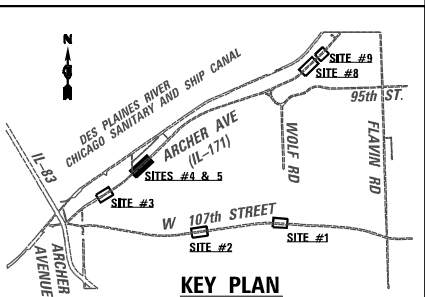 N
SITE #9
SITE #8
95th ST.
DES PLAINES RIVER
CHICAGO SANITARY AND SHIP CANAL
ARCHER AVE
(IL-171)
WOLF RD
FLAVIN RD
IL-83
SITES #4 & 5
SITE #3
W 107th STREET
SITE #2
SITE #1
ARCHER
AVENUE
KEY PLAN